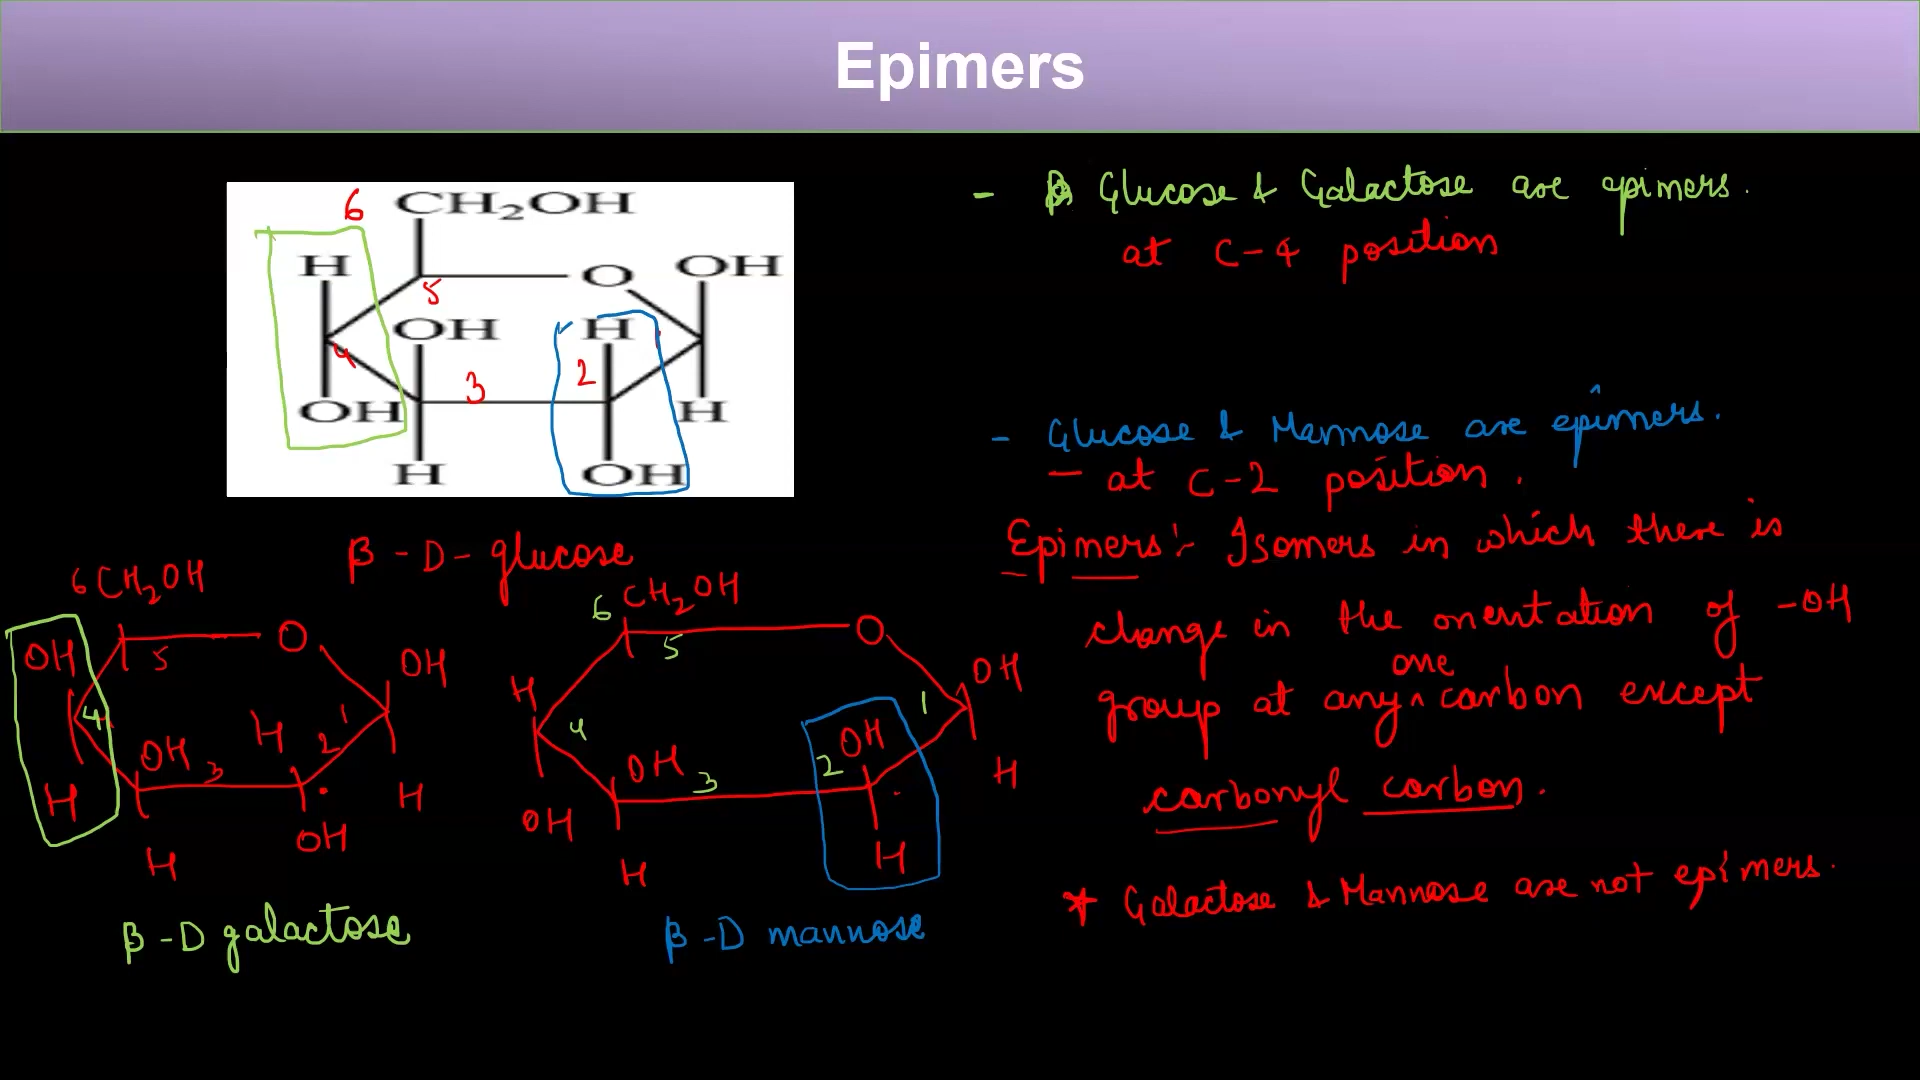 Epimers
6 CH₂OH
H
5
O
OH
OH
H
4
3
2
OH
H
H
OH
β - D - glucose
6 CH₂OH
OH
5
O
OH
4
OH
3
H
2
1
H
H
H
OH
β - D galactose
6 CH₂OH
5
O
OH
H
4
OH
3
2
OH
1
H
OH
H
H
β - D mannose
- β Glucose & Galactose are epimers.
at C-4 position
- Glucose & Mannose are epimers.
- at C-2 position.
Epimers :- Isomers in which there is
change in the orientation of -OH
one
group at any ^ carbon except
carbonyl carbon.
* Galactose & Mannose are not epimers.